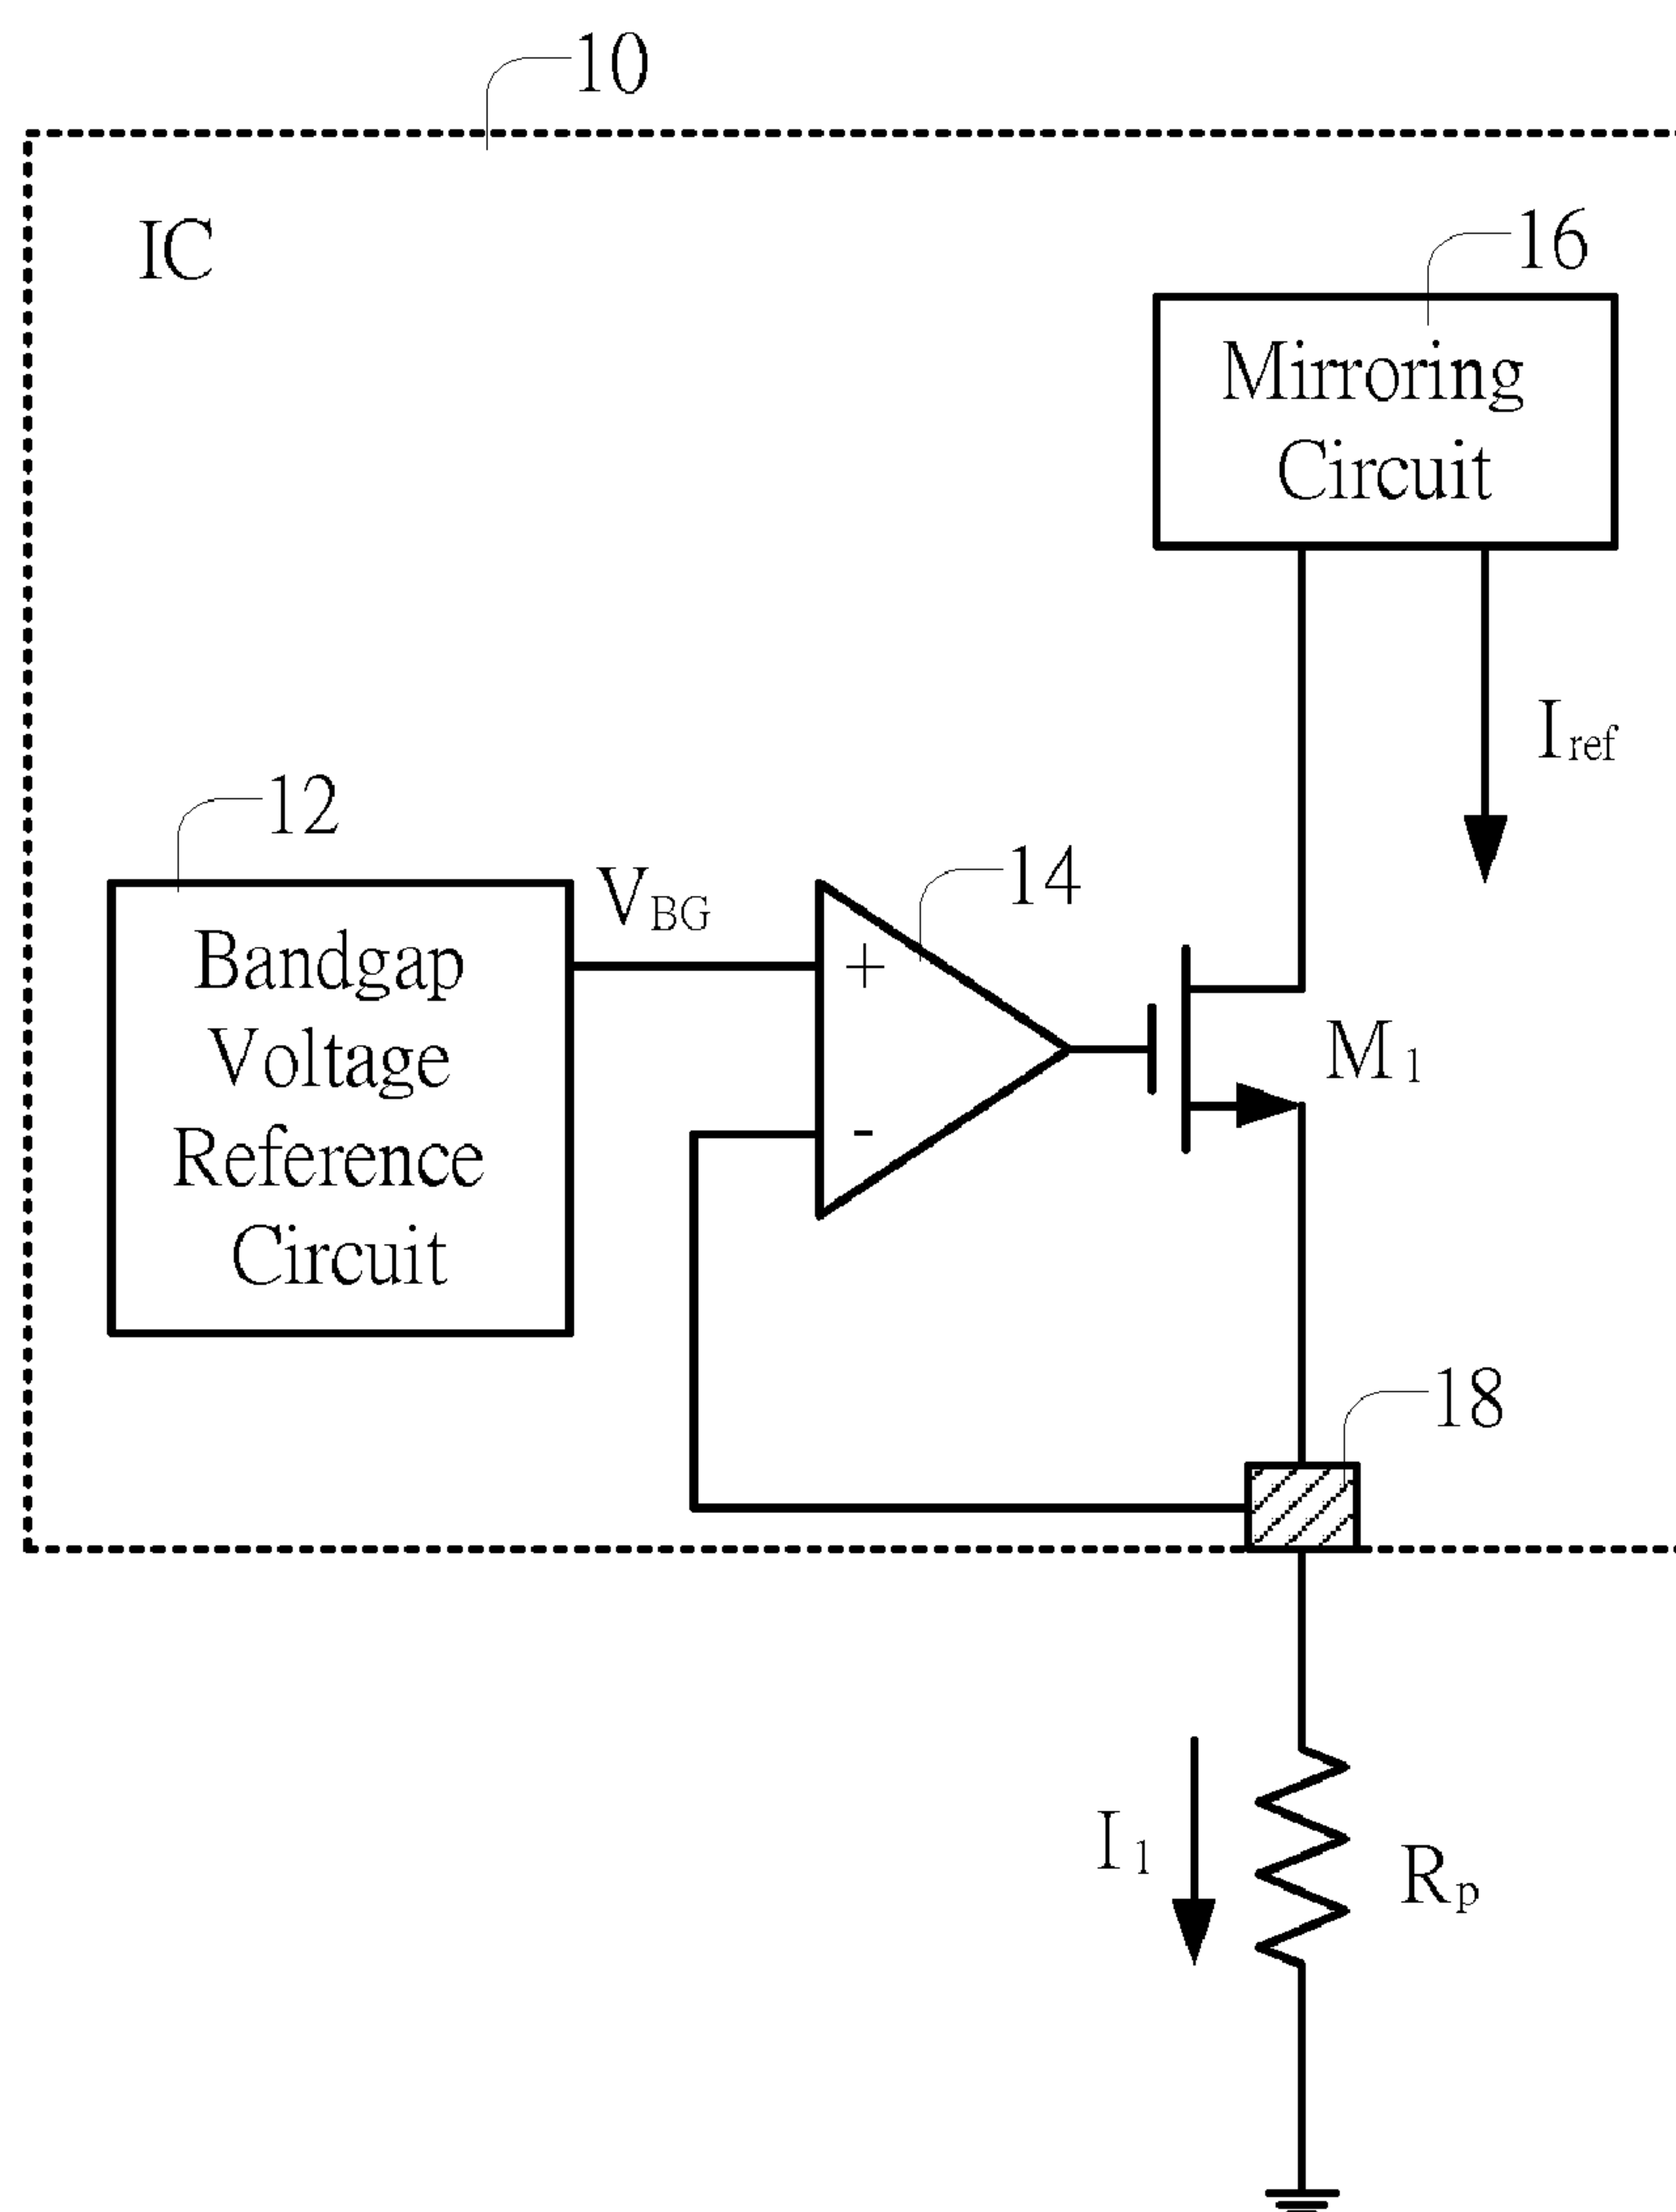 10
IC
16
Mirroring
Circuit
Iref
12
VBG
14
Bandgap
Voltage
Reference
Circuit
+
-
M1
18
I1
Rp